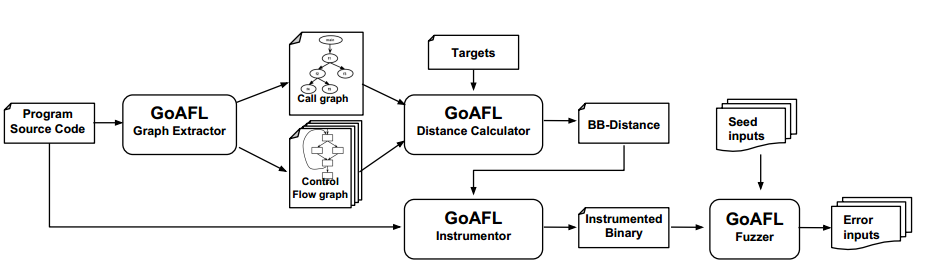 Program
Source Code
GoAFL
Graph Extractor
Call graph
Control
Flow graph
Targets
GoAFL
Distance Calculator
BB-Distance
Seed
inputs
GoAFL
Instrumentor
Instrumented
Binary
GoAFL
Fuzzer
Error
inputs